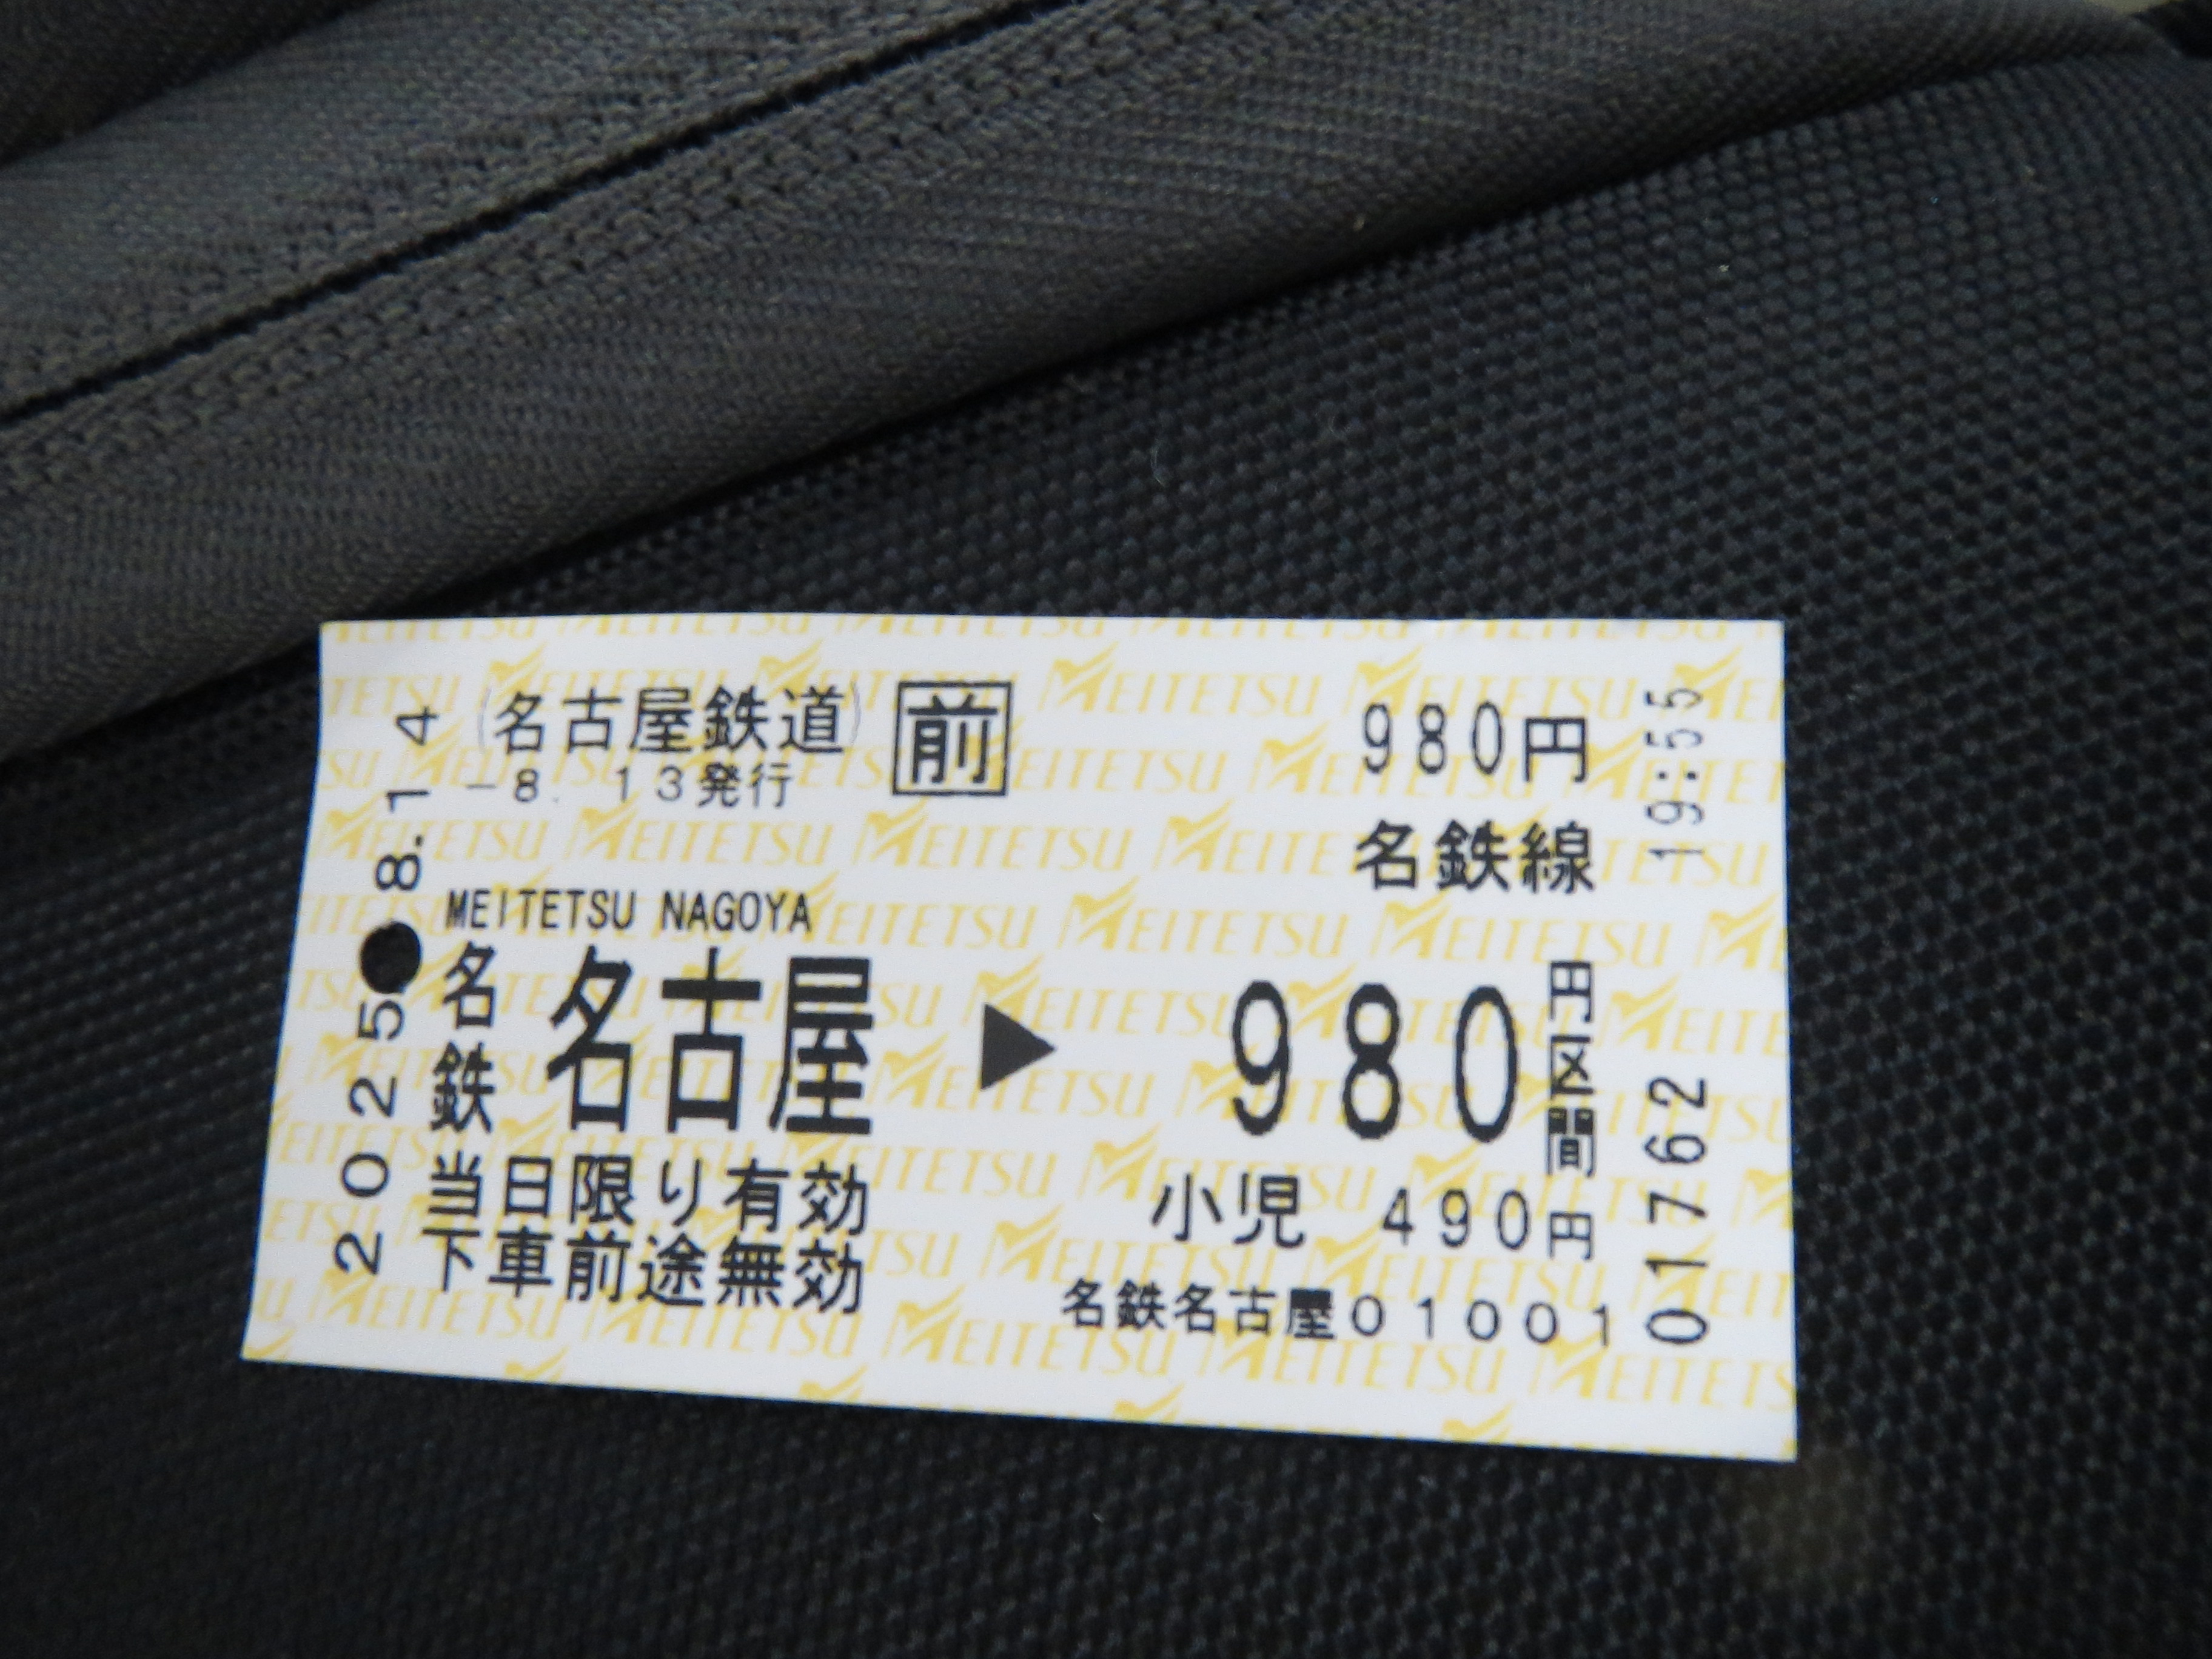 (名古屋鉄道) 前 980円
-8.13発行
名鉄線
MEITETSU NAGOYA
名鉄 名古屋 ▶ 980円区間
当日限り有効
小児 490円
下車前途無効
名鉄名古屋01001
2025●8.14
19:55
01762
MEITETSU